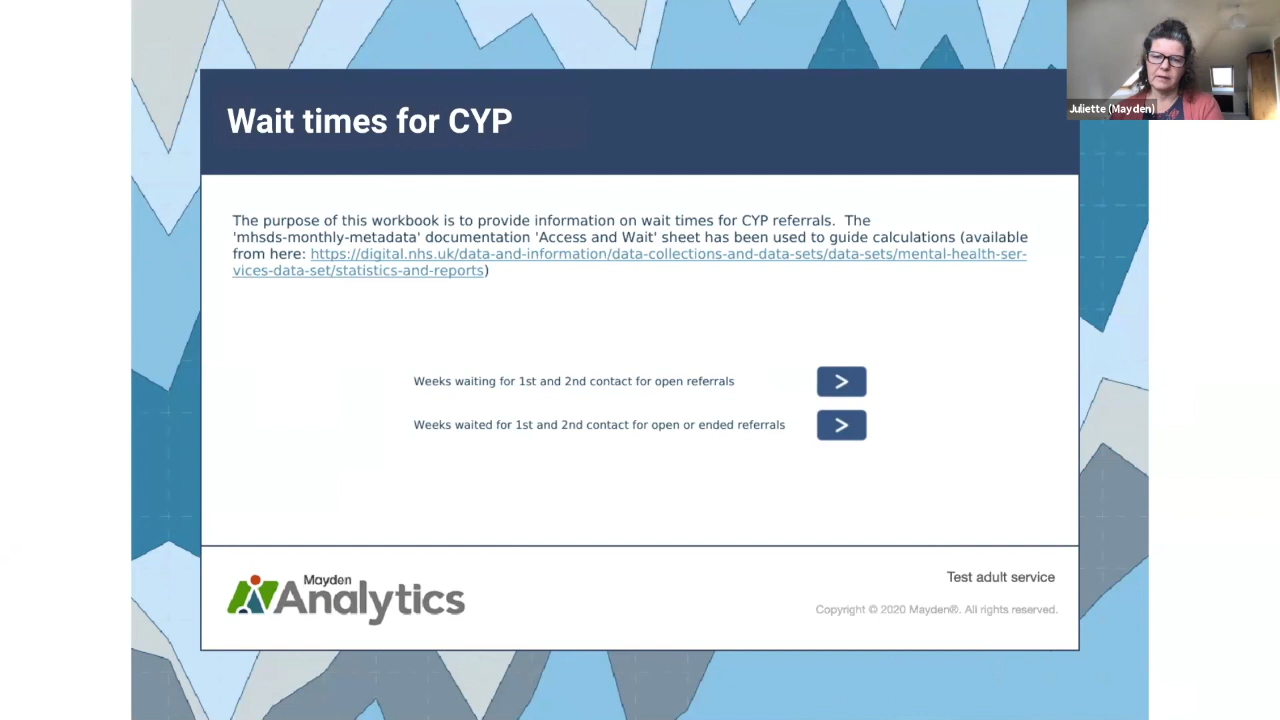 Wait times for CYP
Juliette (Mayden)
The purpose of this workbook is to provide information on wait times for CYP referrals.  The
'mhsds-monthly-metadata' documentation 'Access and Wait' sheet has been used to guide calculations (available
from here: https://digital.nhs.uk/data-and-information/data-collections-and-data-sets/data-sets/mental-health-ser-
vices-data-set/statistics-and-reports)
Weeks waiting for 1st and 2nd contact for open referrals
Weeks waited for 1st and 2nd contact for open or ended referrals
Mayden
Analytics
Test adult service
Copyright © 2020 Mayden®. All rights reserved.